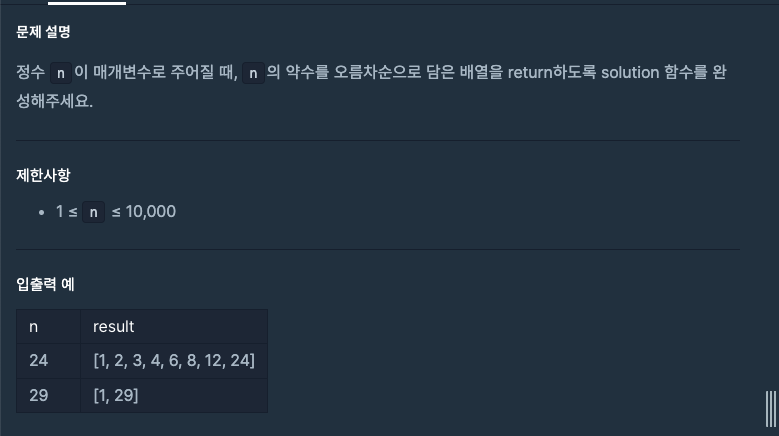 문제 설명
정수 n 이 매개변수로 주어질 때, n 의 약수를 오름차순으로 담은 배열을 return하도록 solution 함수를 완
성해주세요.
제한사항
• 1 ≤ n ≤ 10,000
입출력 예
n result
24 [1, 2, 3, 4, 6, 8, 12, 24]
29 [1, 29]